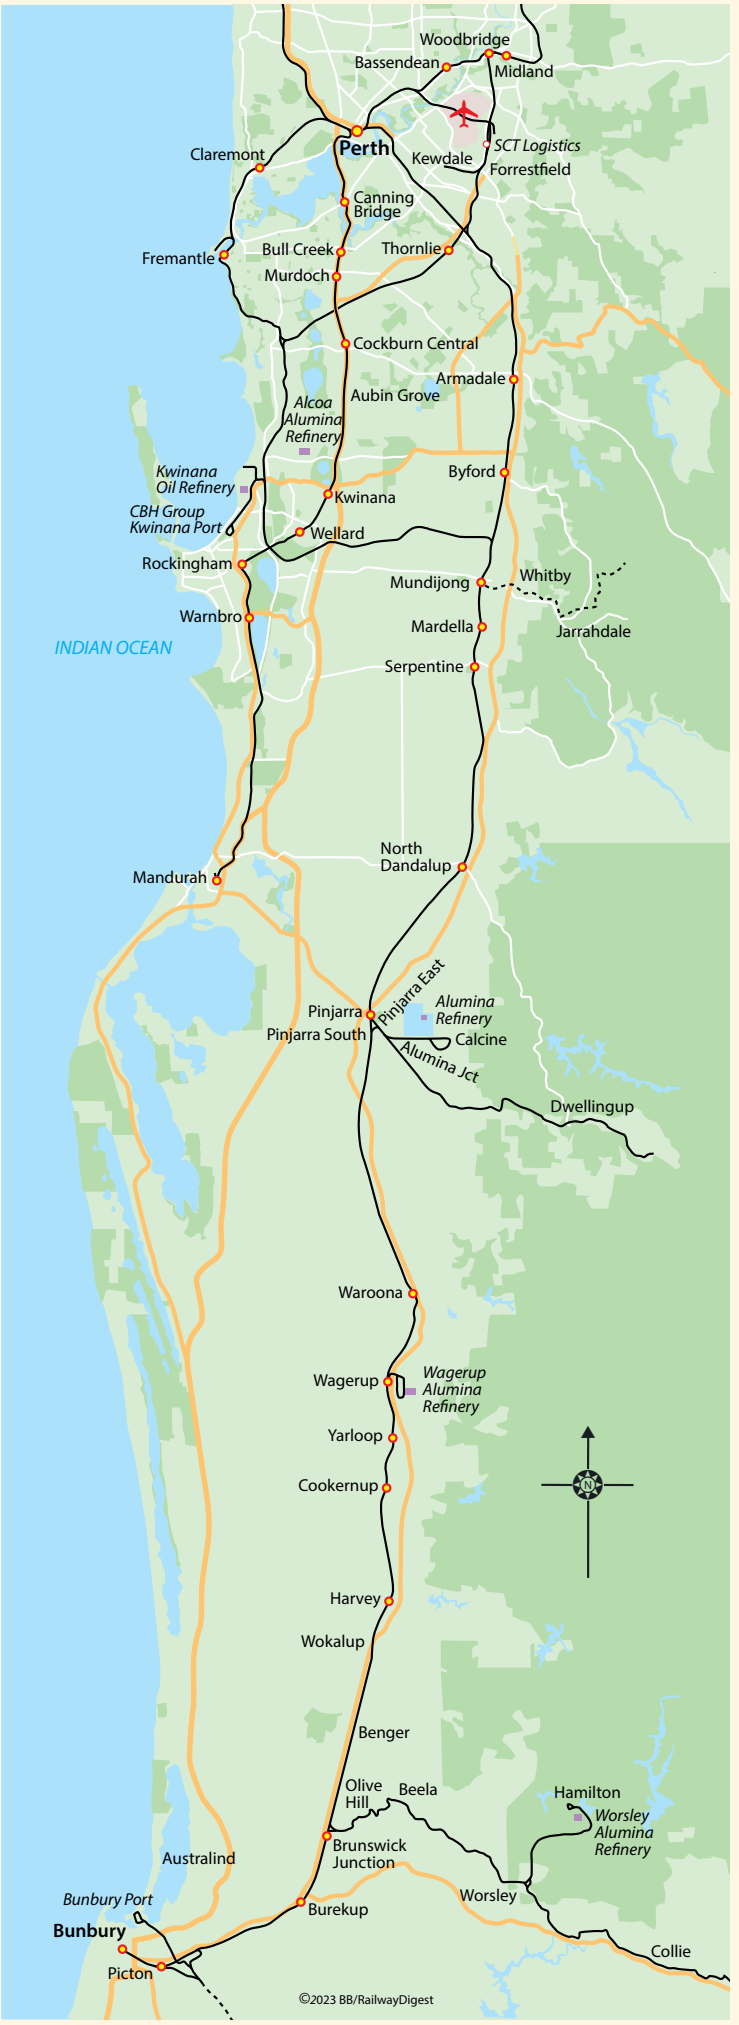 Woodbridge
Bassendean
Midland
SCT Logistics
Perth
Claremont
Kewdale
Forrestfield
Canning
Bridge
Fremantle
Bull Creek
Thornlie
Murdoch
Cockburn Central
Armadale
Aubin Grove
Alcoa
Alumina
Refinery
Kwinana
Oil Refinery
Byford
Kwinana
CBH Group
Kwinana Port
Wellard
Rockingham
Mundijong
Whitby
Warnbro
Mardella
Jarrahdale
INDIAN OCEAN
Serpentine
North
Dandalup
Mandurah
Pinjarra East
Alumina
Refinery
Pinjarra
Pinjarra South
Calcine
Alumina Jct
Dwellingup
Waroona
Wagerup
Wagerup
Alumina
Refinery
Yarloop
Cookernup
N
Harvey
Wokalup
Benger
Olive
Hill
Beela
Hamilton
Worsley
Alumina
Refinery
Brunswick
Junction
Australind
Worsley
Bunbury Port
Burekup
Bunbury
Collie
Picton
©2023 BB/RailwayDigest